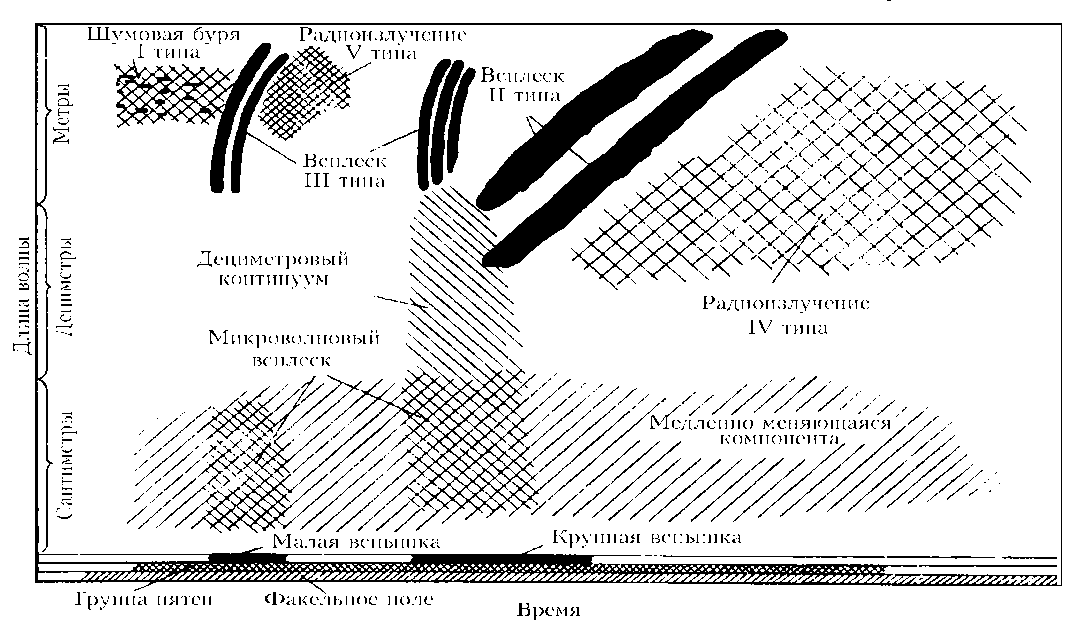 Шумовая буря
I типа
Радиоизлучение
V типа
Всплеск
II типа
Всплеск
III типа
Дециметровый
континуум
Радиоизлучение
IV типа
Микроволновый
всплеск
Медленно меняющаяся
компонента
Малая вспышка
Крупная вспышка
Группа пятен
Факельное поле
Время
Длина волны
Метры
Дециметры
Сантиметры